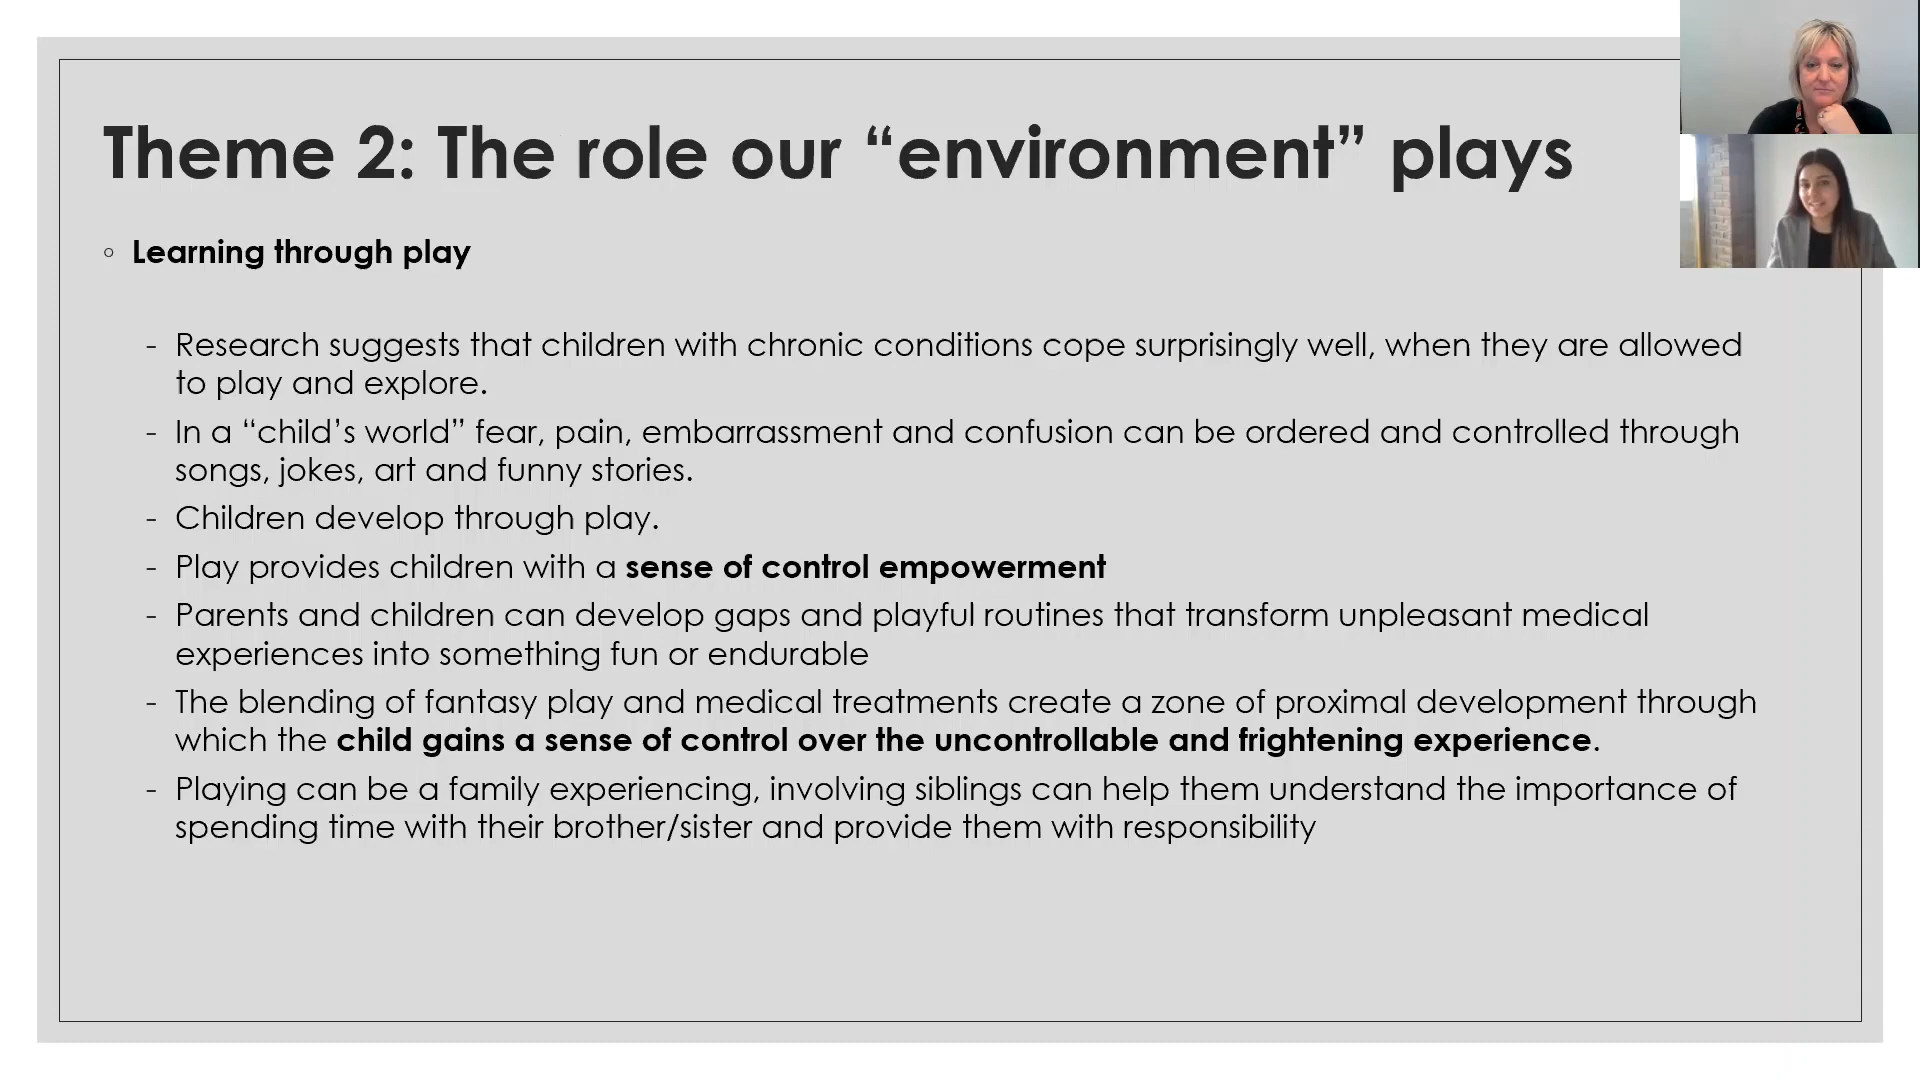 Theme 2: The role our “environment” plays
◦ Learning through play
- Research suggests that children with chronic conditions cope surprisingly well, when they are allowed
to play and explore.
- In a “child’s world” fear, pain, embarrassment and confusion can be ordered and controlled through
songs, jokes, art and funny stories.
- Children develop through play.
- Play provides children with a sense of control empowerment
- Parents and children can develop gaps and playful routines that transform unpleasant medical
experiences into something fun or endurable
- The blending of fantasy play and medical treatments create a zone of proximal development through
which the child gains a sense of control over the uncontrollable and frightening experience.
- Playing can be a family experiencing, involving siblings can help them understand the importance of
spending time with their brother/sister and provide them with responsibility